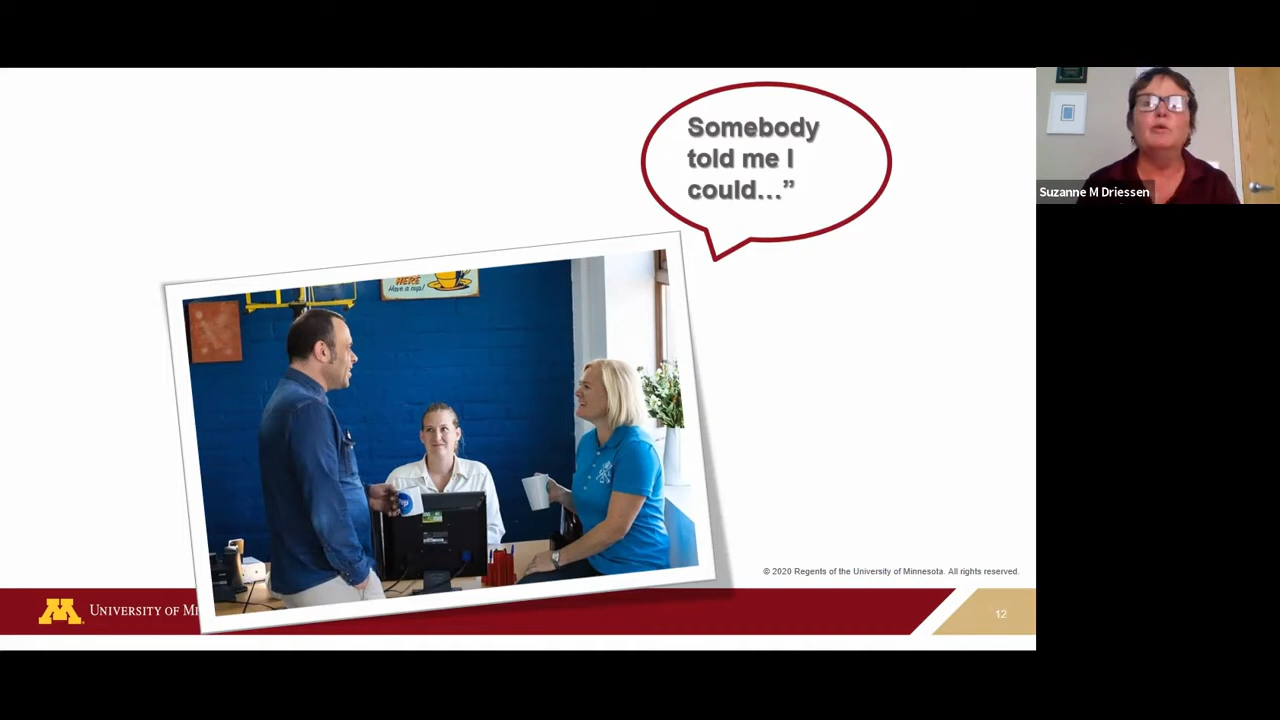 Somebody
told me I
could…”
Suzanne M Driessen
WERE
Have a cup!
© 2020 Regents of the University of Minnesota. All rights reserved.
M
UNIVERSITY OF MI
12